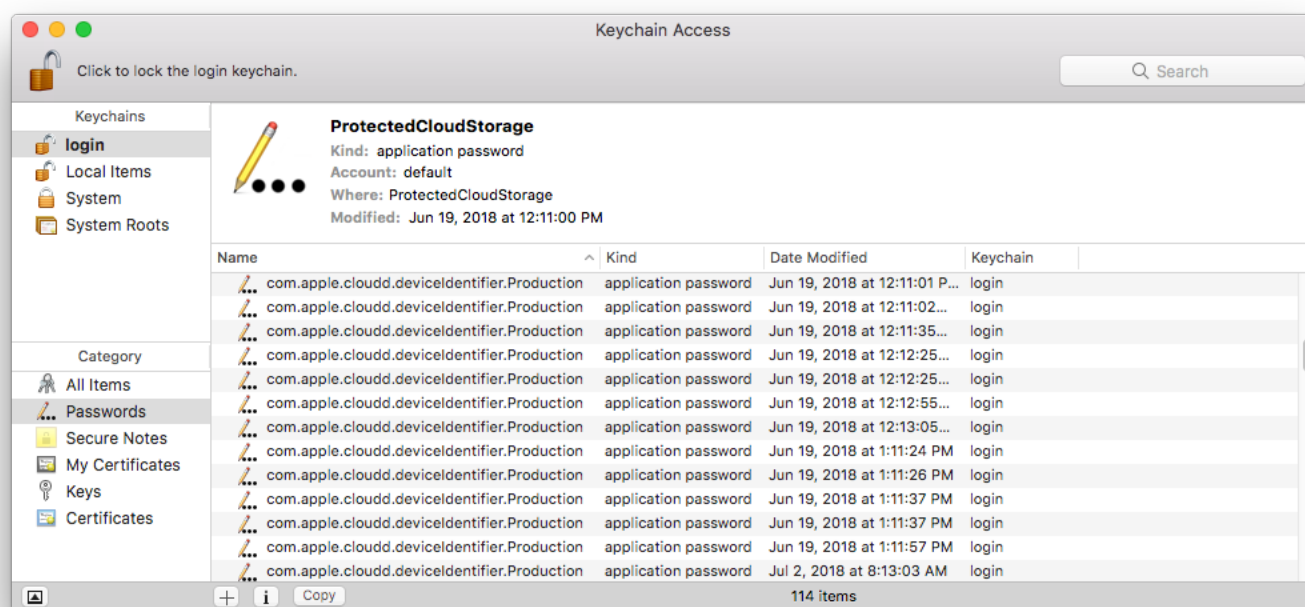 Keychain Access
Click to lock the login keychain.
Search
Keychains
login
Local Items
System
System Roots
ProtectedCloudStorage
Kind: application password
Account: default
Where: ProtectedCloudStorage
Modified: Jun 19, 2018 at 12:11:00 PM
Category
All Items
Passwords
Secure Notes
My Certificates
Keys
Certificates
Name Kind Date Modified Keychain
com.apple.cloudd.deviceIdentifier.Production application password Jun 19, 2018 at 12:11:01 P... login
com.apple.cloudd.deviceIdentifier.Production application password Jun 19, 2018 at 12:11:02... login
com.apple.cloudd.deviceIdentifier.Production application password Jun 19, 2018 at 12:11:35... login
com.apple.cloudd.deviceIdentifier.Production application password Jun 19, 2018 at 12:12:25... login
com.apple.cloudd.deviceIdentifier.Production application password Jun 19, 2018 at 12:12:25... login
com.apple.cloudd.deviceIdentifier.Production application password Jun 19, 2018 at 12:12:55... login
com.apple.cloudd.deviceIdentifier.Production application password Jun 19, 2018 at 12:13:05... login
com.apple.cloudd.deviceIdentifier.Production application password Jun 19, 2018 at 1:11:24 PM login
com.apple.cloudd.deviceIdentifier.Production application password Jun 19, 2018 at 1:11:26 PM login
com.apple.cloudd.deviceIdentifier.Production application password Jun 19, 2018 at 1:11:37 PM login
com.apple.cloudd.deviceIdentifier.Production application password Jun 19, 2018 at 1:11:37 PM login
com.apple.cloudd.deviceIdentifier.Production application password Jun 19, 2018 at 1:11:57 PM login
com.apple.cloudd.deviceIdentifier.Production application password Jul 2, 2018 at 8:13:03 AM login
+ i Copy 114 items